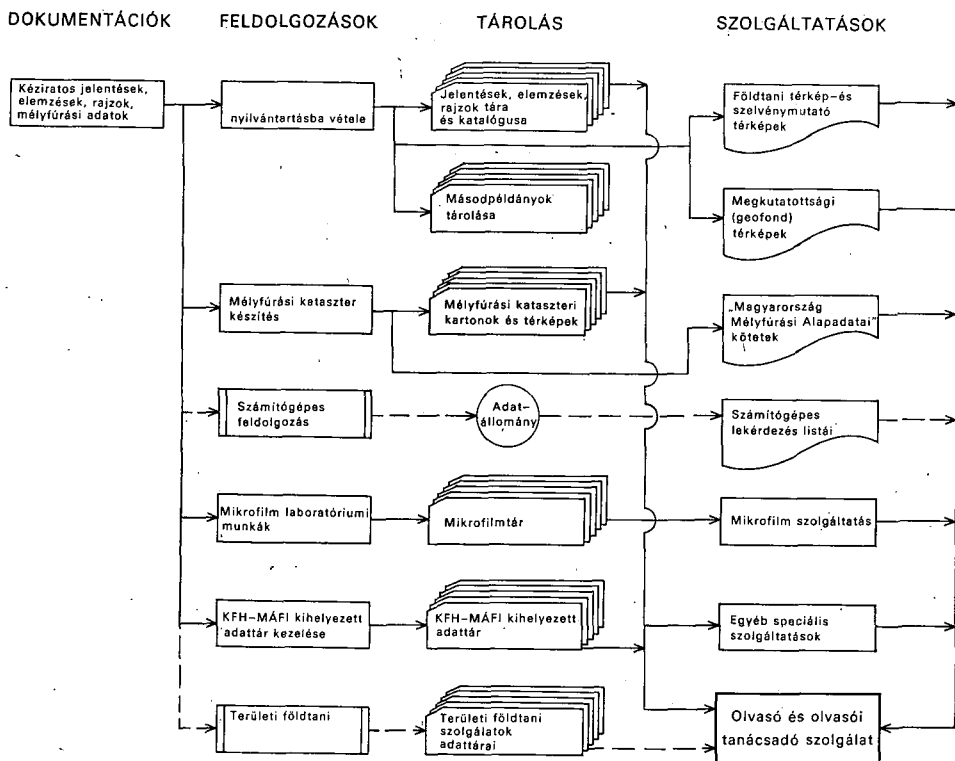 DOKUMENTÁCIÓK
FELDOLGOZÁSOK
TÁROLÁS
SZOLGÁLTATÁSOK
Kéziratos jelentések,
elemzések, rajzok,
mélyfúrási adatok
nyilvántartásba vétele
Jelentések, elemzések,
rajzok tára
és katalógusa
Földtani térkép-és
szelvénymutató
térképek
Másodpéldányok
tárolása
Megkutatottsági
(geofond)
térképek
Mélyfúrási kataszter
készítés
Mélyfúrási kataszteri
kartonok és térképek
„Magyarország
Mélyfúrási Alapadatai"
kötetek
Számítógépes
feldolgozás
Adat-
állomány
Számítógépes
lekérdezés listái
Mikrofilm laboratóriumi
munkák
Mikrofilmtár
Mikrofilm szolgáltatás
KFH-MÁFI kihelyezett
adattár kezelése
KFH-MÁFI kihelyezett
adattár
Egyéb speciális
szolgáltatások
Területi földtani
Területi földtani
szolgálatok
adattárai
Olvasó és olvasói
tanácsadó szolgálat